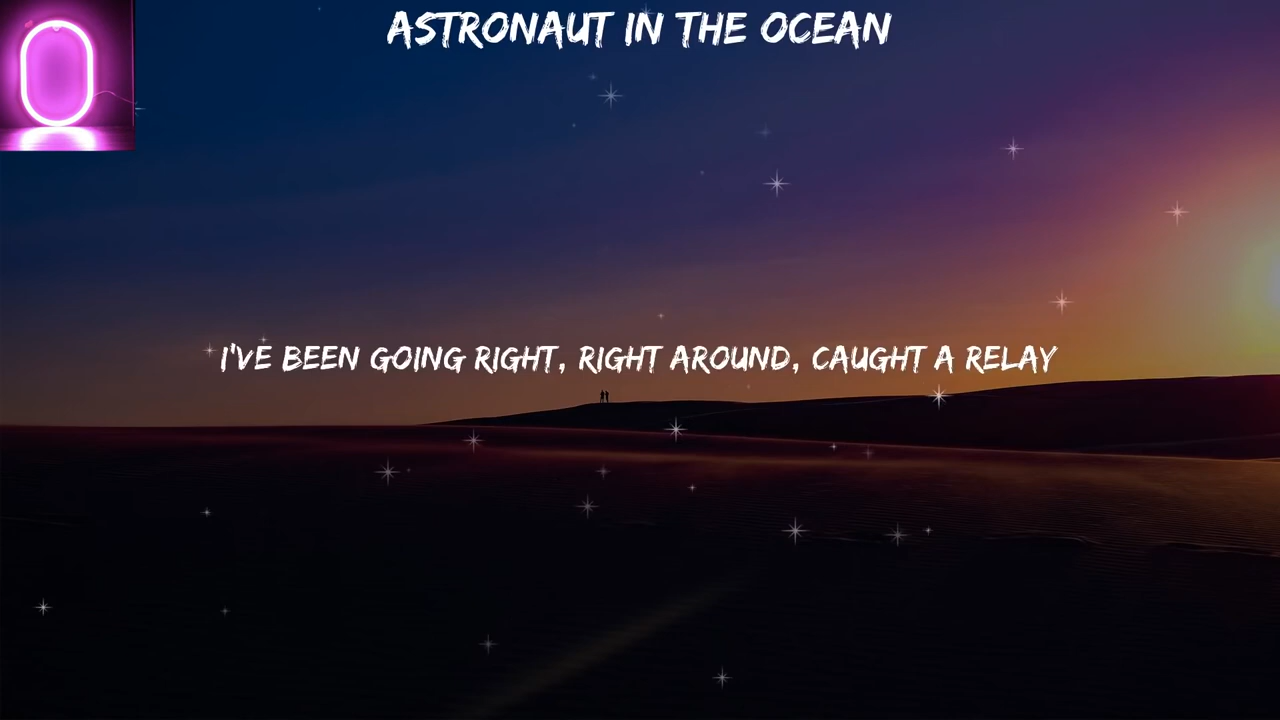 ASTRONAUT IN THE OCEAN
I'VE BEEN GOING RIGHT, RIGHT AROUND, CAUGHT A RELAY